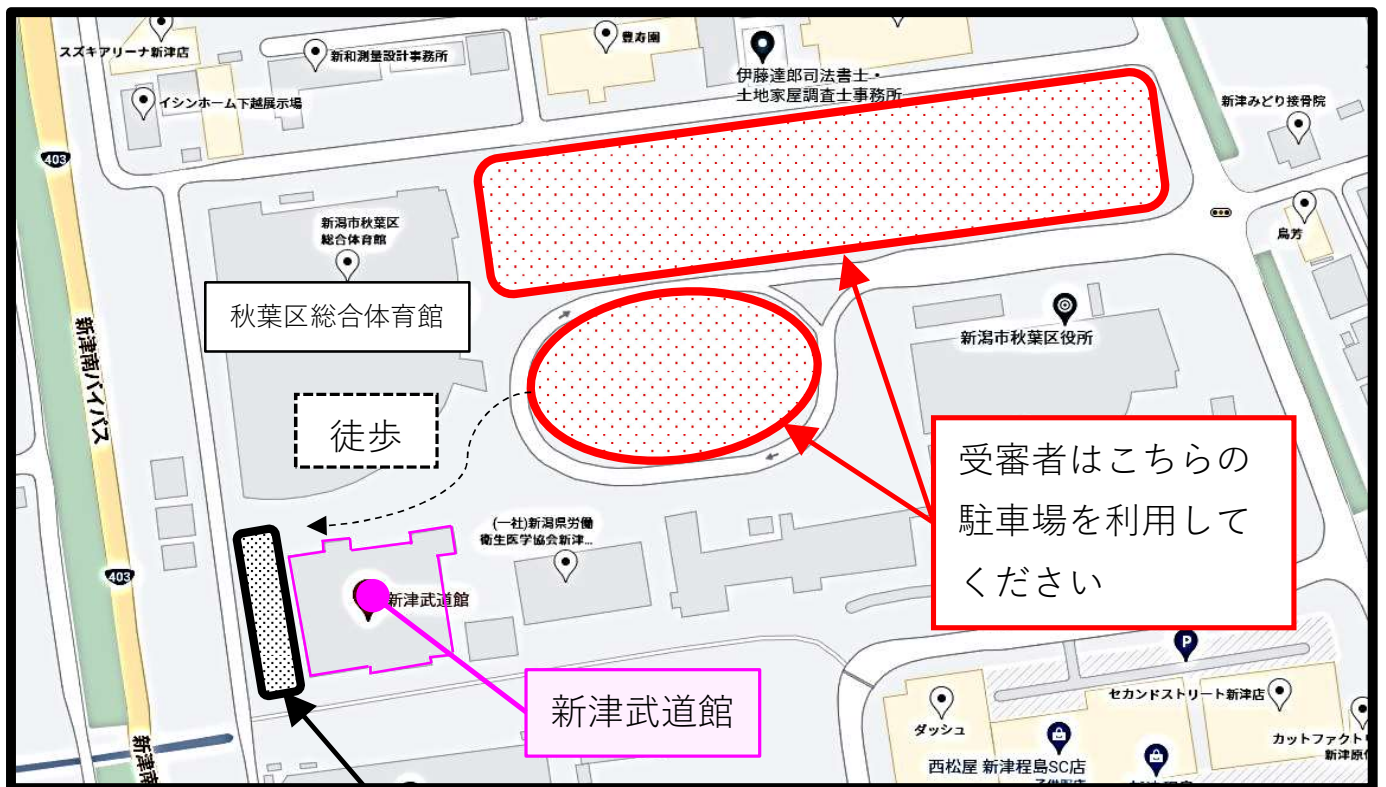 スズキアリーナ新津店
新和測量設計事務所
豊寿園
伊藤達郎司法書士・
土地家屋調査士事務所
イシンホーム下越展示場
新津みどり接骨院
403
新潟市秋葉区
総合体育館
鳥芳
秋葉区総合体育館
新潟市秋葉区役所
新津南バイパス
徒歩
受審者はこちらの
駐車場を利用して
ください
(一社)新潟県労働
衛生医学協会新津...
403
新津武道館
P
セカンドストリート新津店
新津武道館
ダッシュ
カットファクト
西松屋 新津程島SC店
新津南